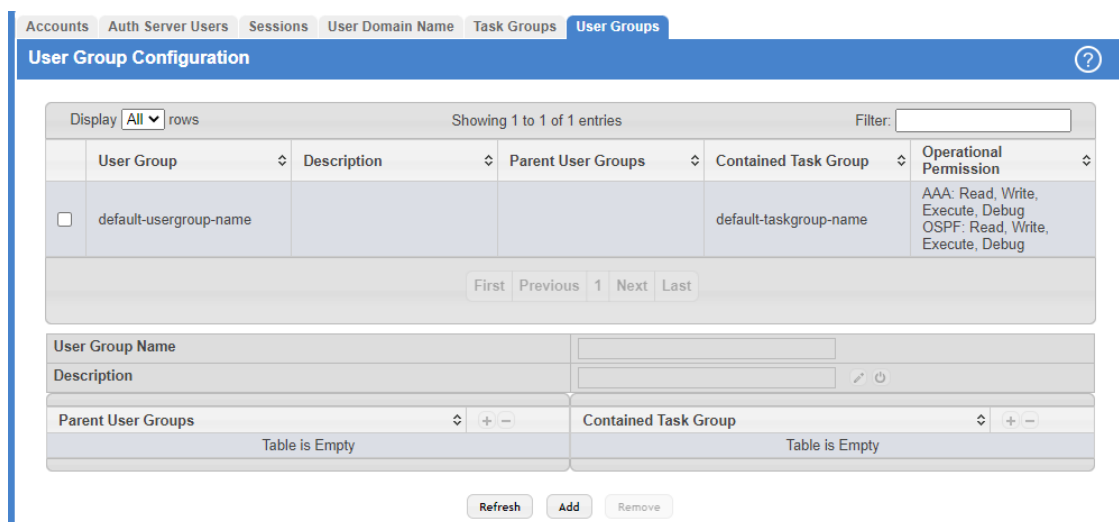 Accounts Auth Server Users Sessions User Domain Name Task Groups User Groups
User Group Configuration ?
Display All rows Showing 1 to 1 of 1 entries Filter:
User Group Description Parent User Groups Contained Task Group Operational Permission
default-usergroup-name default-taskgroup-name AAA: Read, Write,
Execute, Debug
OSPF: Read, Write,
Execute, Debug
First Previous 1 Next Last
User Group Name
Description
Parent User Groups + − Contained Task Group + −
Table is Empty Table is Empty
Refresh Add Remove